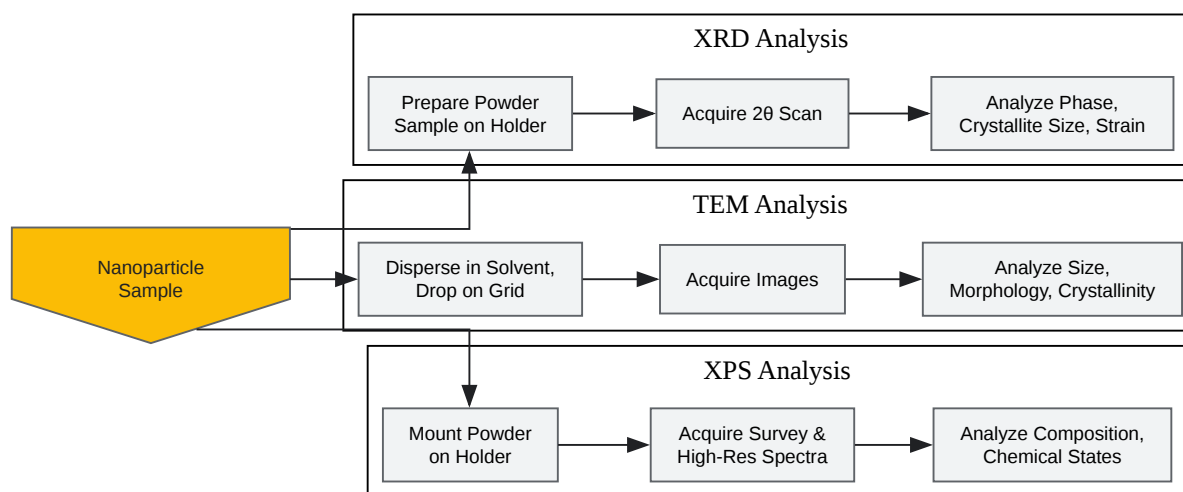 XRD Analysis
Prepare Powder
Sample on Holder
Acquire 2θ Scan
Analyze Phase,
Crystallite Size, Strain
TEM Analysis
Nanoparticle
Sample
Disperse in Solvent,
Drop on Grid
Acquire Images
Analyze Size,
Morphology, Crystallinity
XPS Analysis
Mount Powder
on Holder
Acquire Survey &
High-Res Spectra
Analyze Composition,
Chemical States